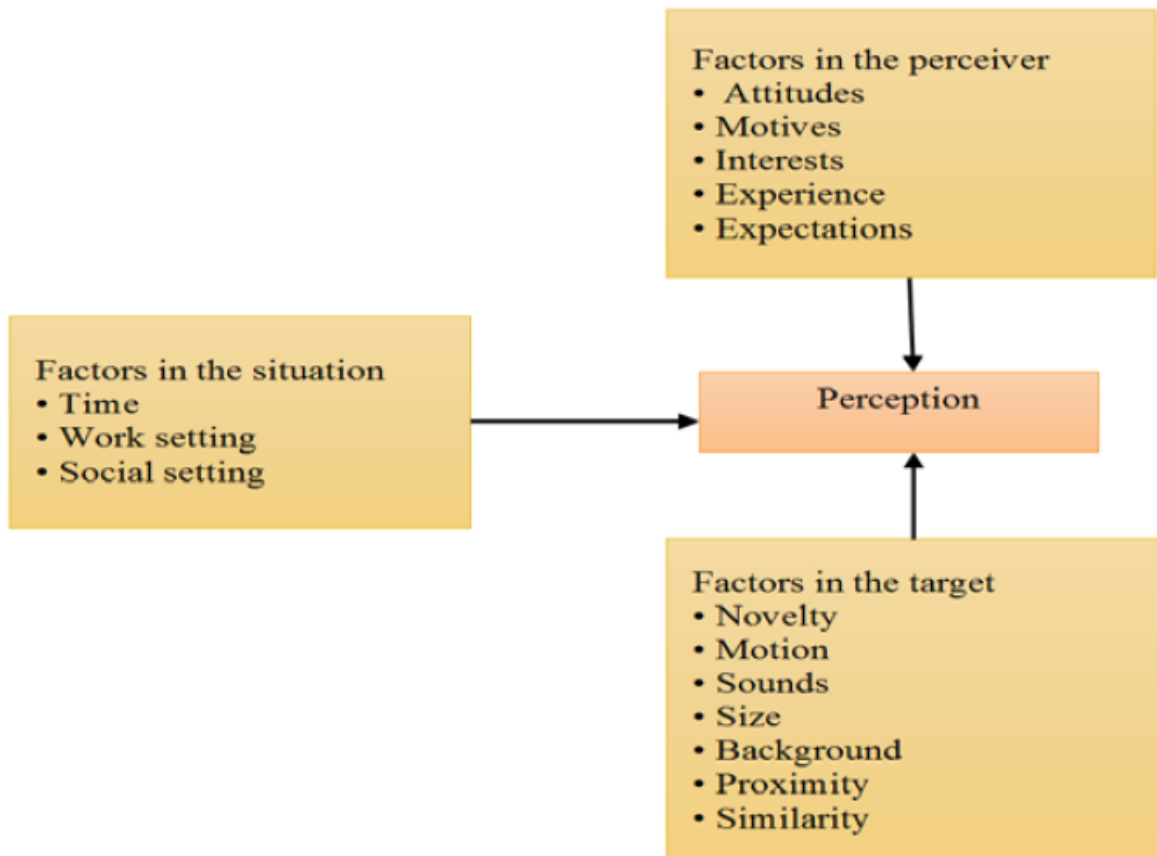 Factors in the perceiver
• Attitudes
• Motives
• Interests
• Experience
• Expectations
Factors in the situation
• Time
• Work setting
• Social setting
Perception
Factors in the target
• Novelty
• Motion
• Sounds
• Size
• Background
• Proximity
• Similarity